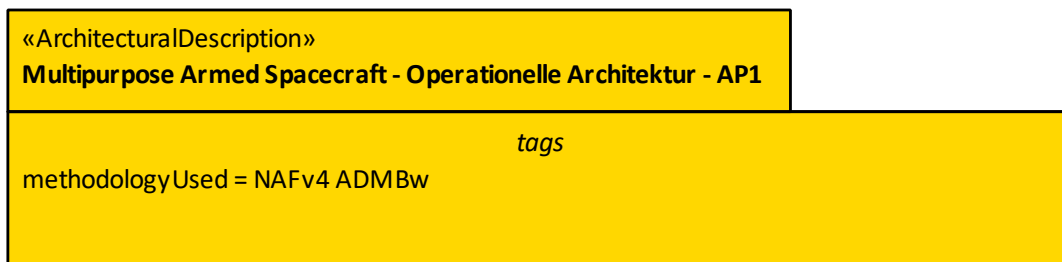 «ArchitecturalDescription»
Multipurpose Armed Spacecraft - Operationelle Architektur - AP1
tags
methodologyUsed = NAFv4 ADMBw